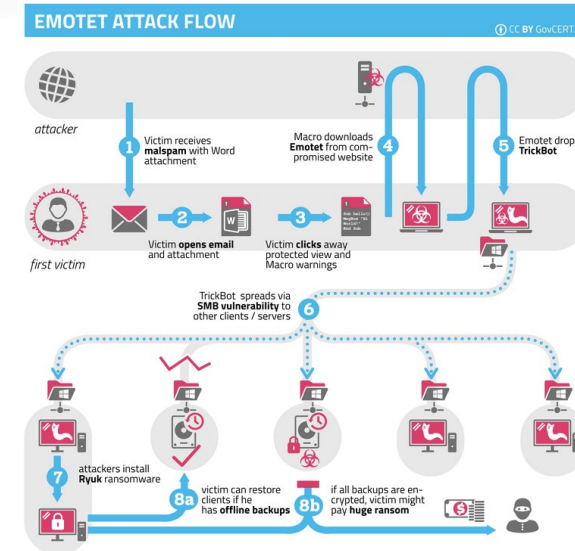 EMOTET ATTACK FLOW
CC BY GovCERT.
attacker
1
Victim receives
malspam with Word
attachment
Macro downloads
Emotet from com-
promised website
4
5
Emotet drop
TrickBot
first victim
2
Victim opens email
and attachment
W
3
Victim clicks away
protected view and
Macro warnings
TrickBot spreads via
SMB vulnerability to
other clients / servers
6
7
attackers install
Ryuk ransomware
8a
victim can restore
clients if he
has offline backups
8b
if all backups are en-
crypted, victim might
pay huge ransom
$